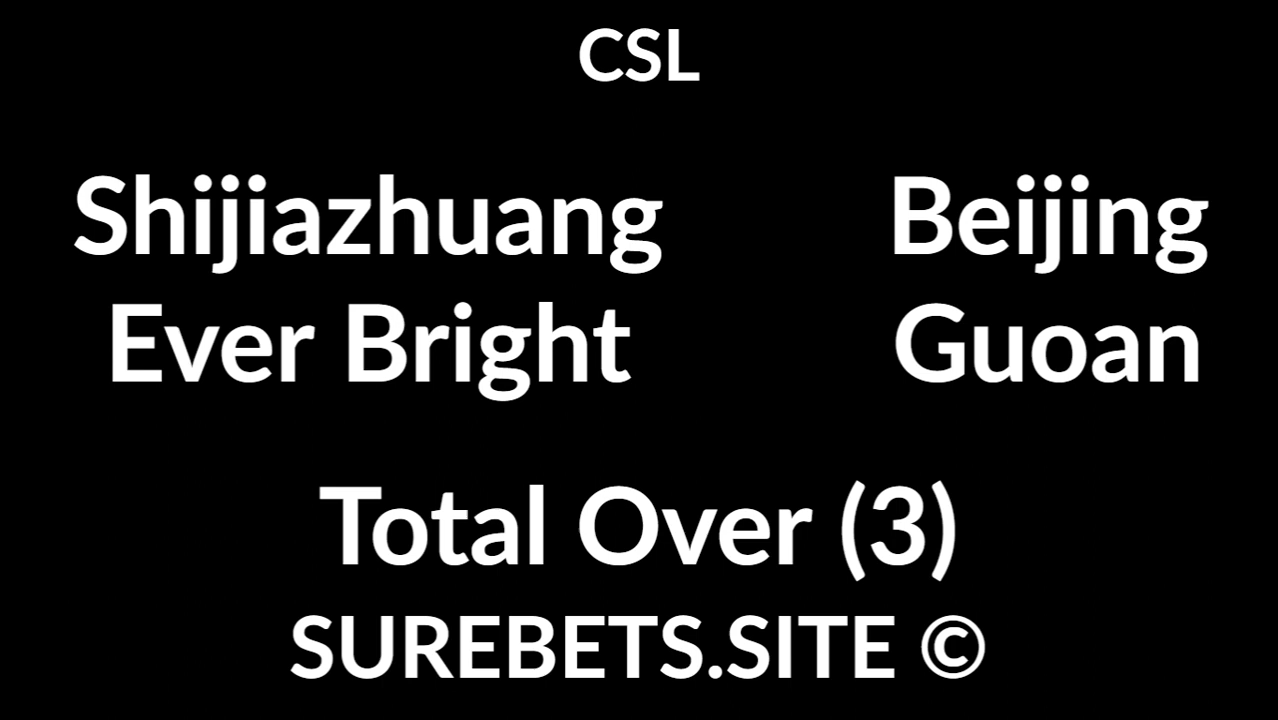 CSL
Shijiazhuang
Ever Bright
Beijing
Guoan
Total Over (3)
SUREBETS.SITE ©